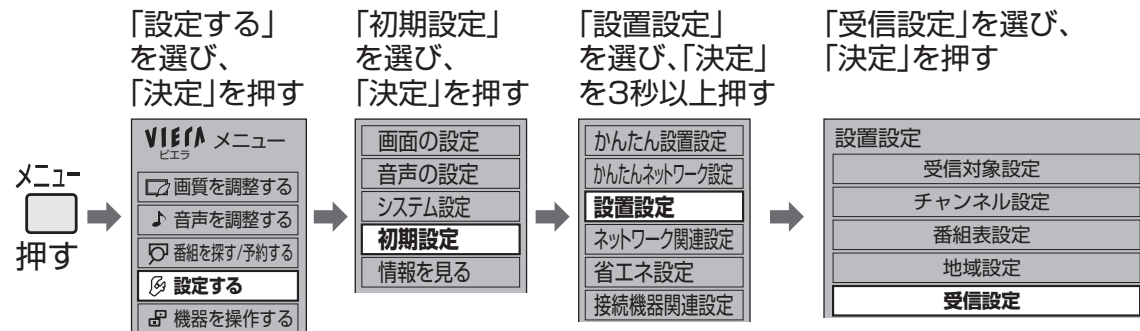 「設定する」
を選び、
「決定」を押す
「初期設定」
を選び、
「決定」を押す
「設置設定」
を選び、「決定」
を3秒以上押す
「受信設定」を選び、
「決定」を押す
メニュー
押す
VIERA メニュー
ビエラ
画質を調整する
音声を調整する
番組を探す/予約する
設定する
機器を操作する
画面の設定
音声の設定
システム設定
初期設定
情報を見る
かんたん設置設定
かんたんネットワーク設定
設置設定
ネットワーク関連設定
省エネ設定
接続機器関連設定
設置設定
受信対象設定
チャンネル設定
番組表設定
地域設定
受信設定